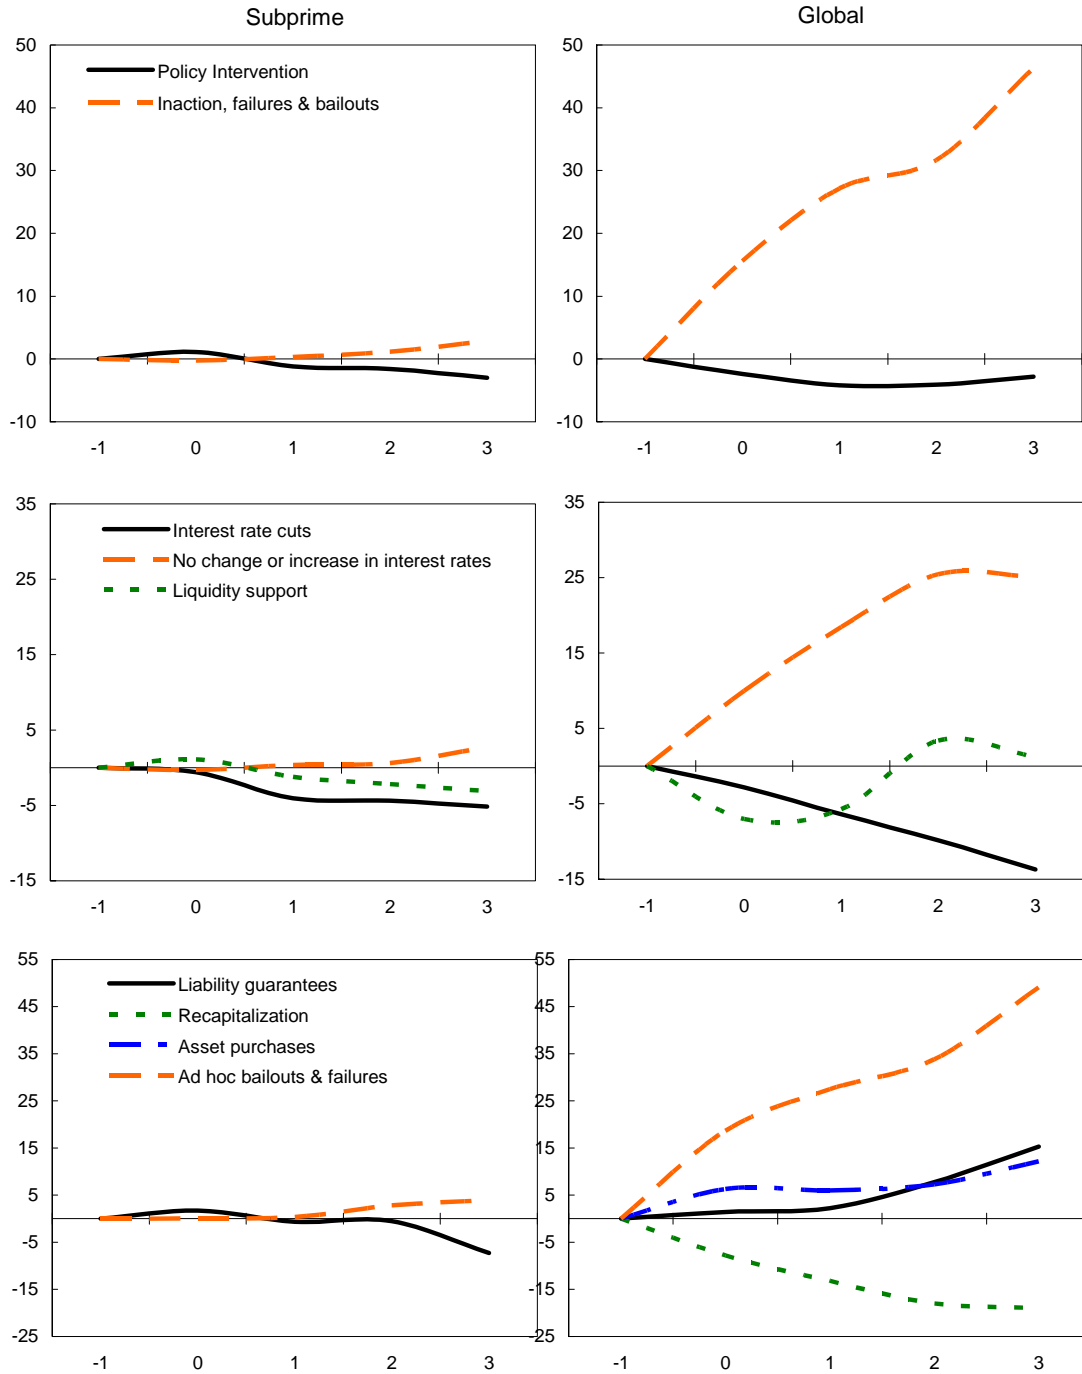 Subprime
Global
50
40
30
20
10
0
-10
Policy Intervention
Inaction, failures & bailouts
-1 0 1 2 3
50
40
30
20
10
0
-10
-1 0 1 2 3
35
25
15
5
-5
-15
Interest rate cuts
No change or increase in interest rates
Liquidity support
-1 0 1 2 3
35
25
15
5
-5
-15
-1 0 1 2 3
55
45
35
25
15
5
-5
-15
-25
Liability guarantees
Recapitalization
Asset purchases
Ad hoc bailouts & failures
-1 0 1 2 3
55
45
35
25
15
5
-5
-15
-25
-1 0 1 2 3